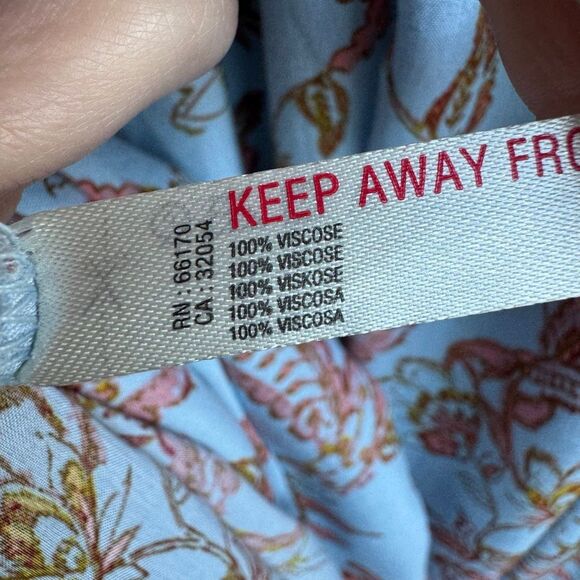 RN : 66170
CA : 32054
KEEP AWAY FRO
100% VISCOSE
100% VISCOSE
100% VISKOSE
100% VISCOSA
100% VISCOSA